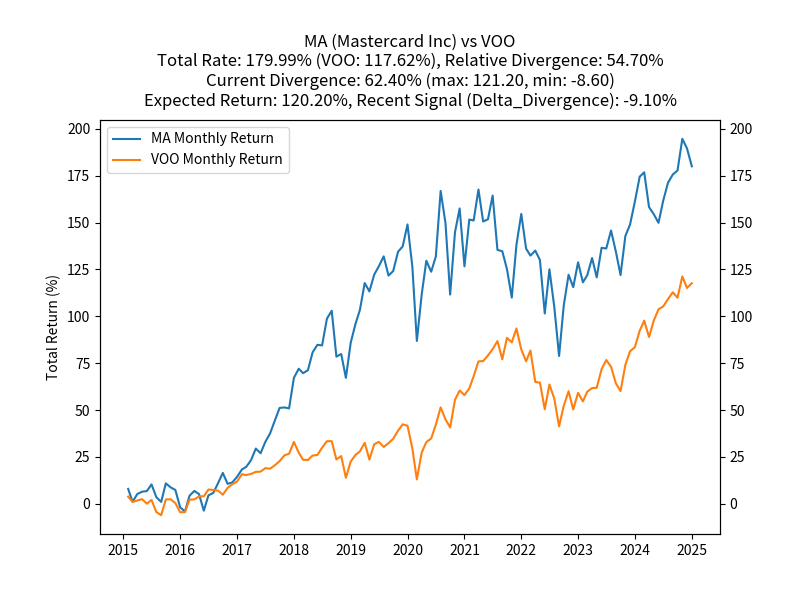 MA (Mastercard Inc) vs VOO
Total Rate: 179.99% (VOO: 117.62%), Relative Divergence: 54.70%
Current Divergence: 62.40% (max: 121.20, min: -8.60)
Expected Return: 120.20%, Recent Signal (Delta_Divergence): -9.10%
MA Monthly Return
VOO Monthly Return
Total Return (%)
200
175
150
125
100
75
50
25
0
200
175
150
125
100
75
50
25
0
2015 2016 2017 2018 2019 2020 2021 2022 2023 2024 2025